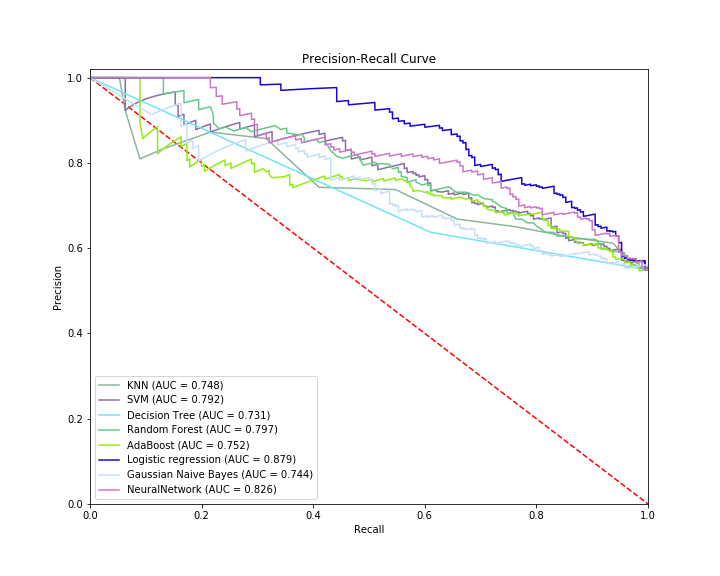 Precision-Recall Curve
1.0
0.8
0.6
0.4
0.2
0.0
Precision
KNN (AUC = 0.748)
SVM (AUC = 0.792)
Decision Tree (AUC = 0.731)
Random Forest (AUC = 0.797)
AdaBoost (AUC = 0.752)
Logistic regression (AUC = 0.879)
Gaussian Naive Bayes (AUC = 0.744)
NeuralNetwork (AUC = 0.826)
0.0 0.2 0.4 0.6 0.8 1.0
Recall